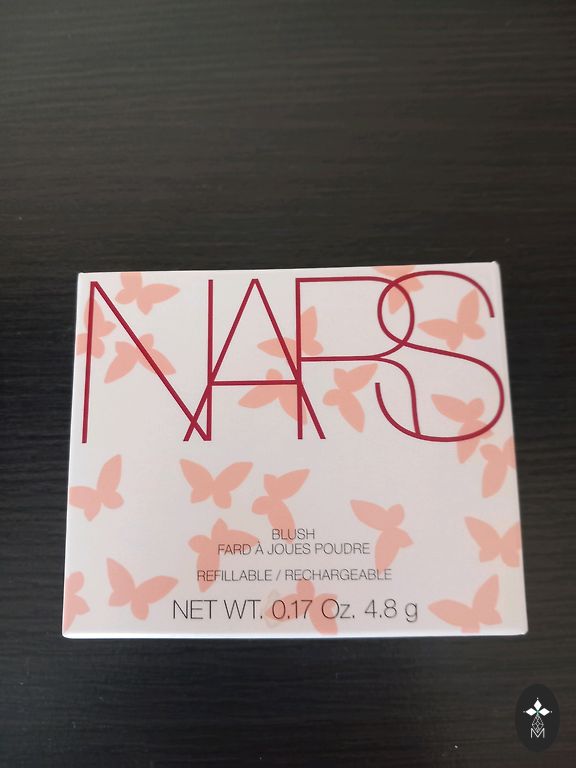 NARS
BLUSH
FARD À JOUES POUDRE
REFILLABLE / RECHARGEABLE
NET WT. 0.17 Oz. 4.8 g
M